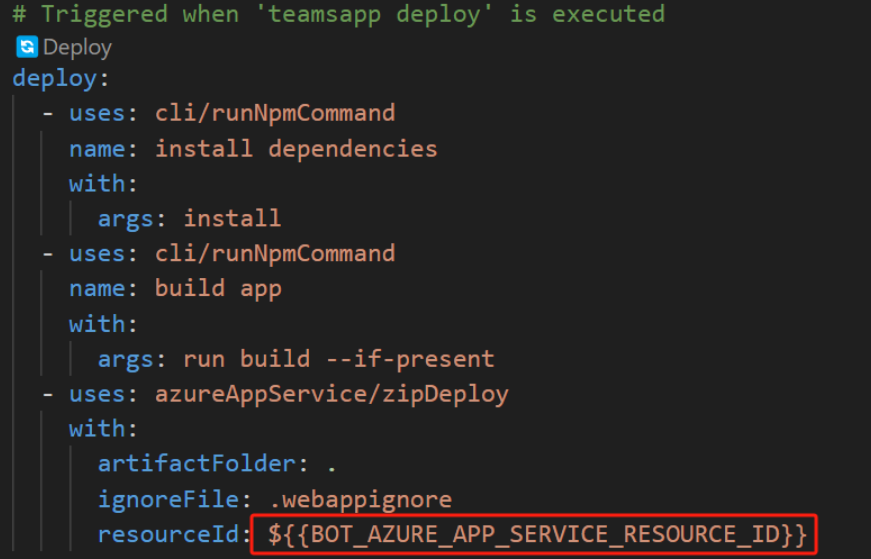 # Triggered when 'teamsapp deploy' is executed
Deploy
deploy:
- uses: cli/runNpmCommand
name: install dependencies
with:
args: install
- uses: cli/runNpmCommand
name: build app
with:
args: run build --if-present
- uses: azureAppService/zipDeploy
with:
artifactFolder: .
ignoreFile: .webappignore
resourceId: ${{BOT_AZURE_APP_SERVICE_RESOURCE_ID}}